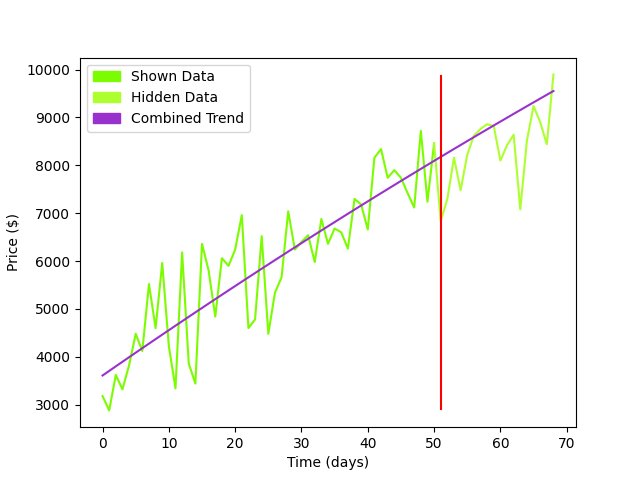 Shown Data
Hidden Data
Combined Trend
10000
9000
8000
7000
6000
5000
4000
3000
Price ($)
0 10 20 30 40 50 60 70
Time (days)